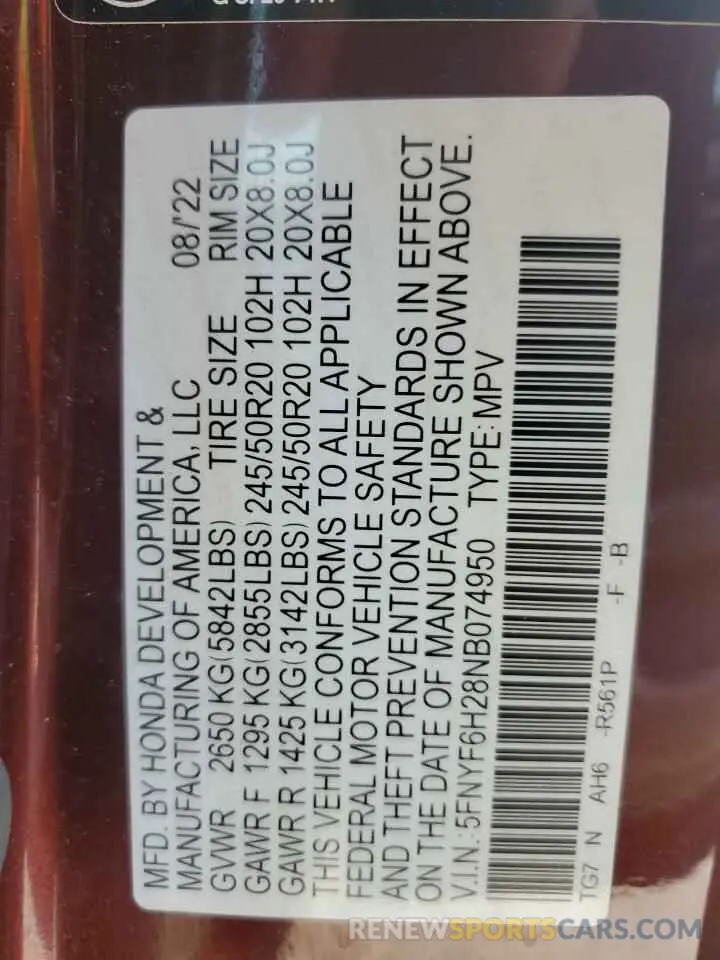 MFD. BY HONDA DEVELOPMENT &
MANUFACTURING OF AMERICA, LLC 08/'22
GVWR 2650 KG(5842LBS) TIRE SIZE RIM SIZE
GAWR F 1295 KG(2855LBS) 245/50R20 102H 20X8.0J
GAWR R 1425 KG(3142LBS) 245/50R20 102H 20X8.0J
THIS VEHICLE CONFORMS TO ALL APPLICABLE
FEDERAL MOTOR VEHICLE SAFETY
AND THEFT PREVENTION STANDARDS IN EFFECT
ON THE DATE OF MANUFACTURE SHOWN ABOVE.
V.I.N.: 5FNYF6H28NB074950 TYPE: MPV
TG7 N AH6 -R561P -F -B
RENEWSPORTSCARS.COM